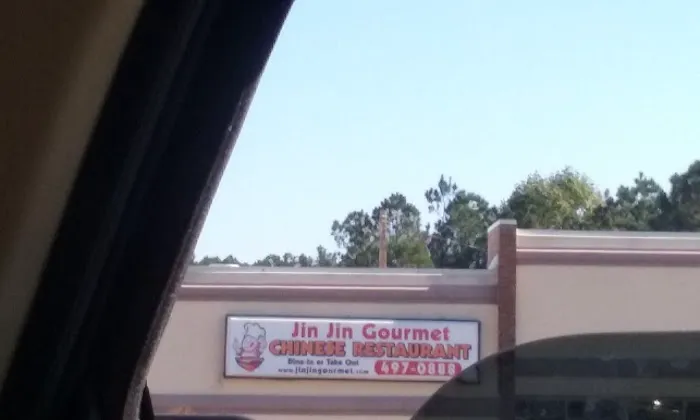 Jin Jin Gourmet
CHINESE RESTAURANT
Dine-In or Take Out
www.jinjingourmet.com 497-0888